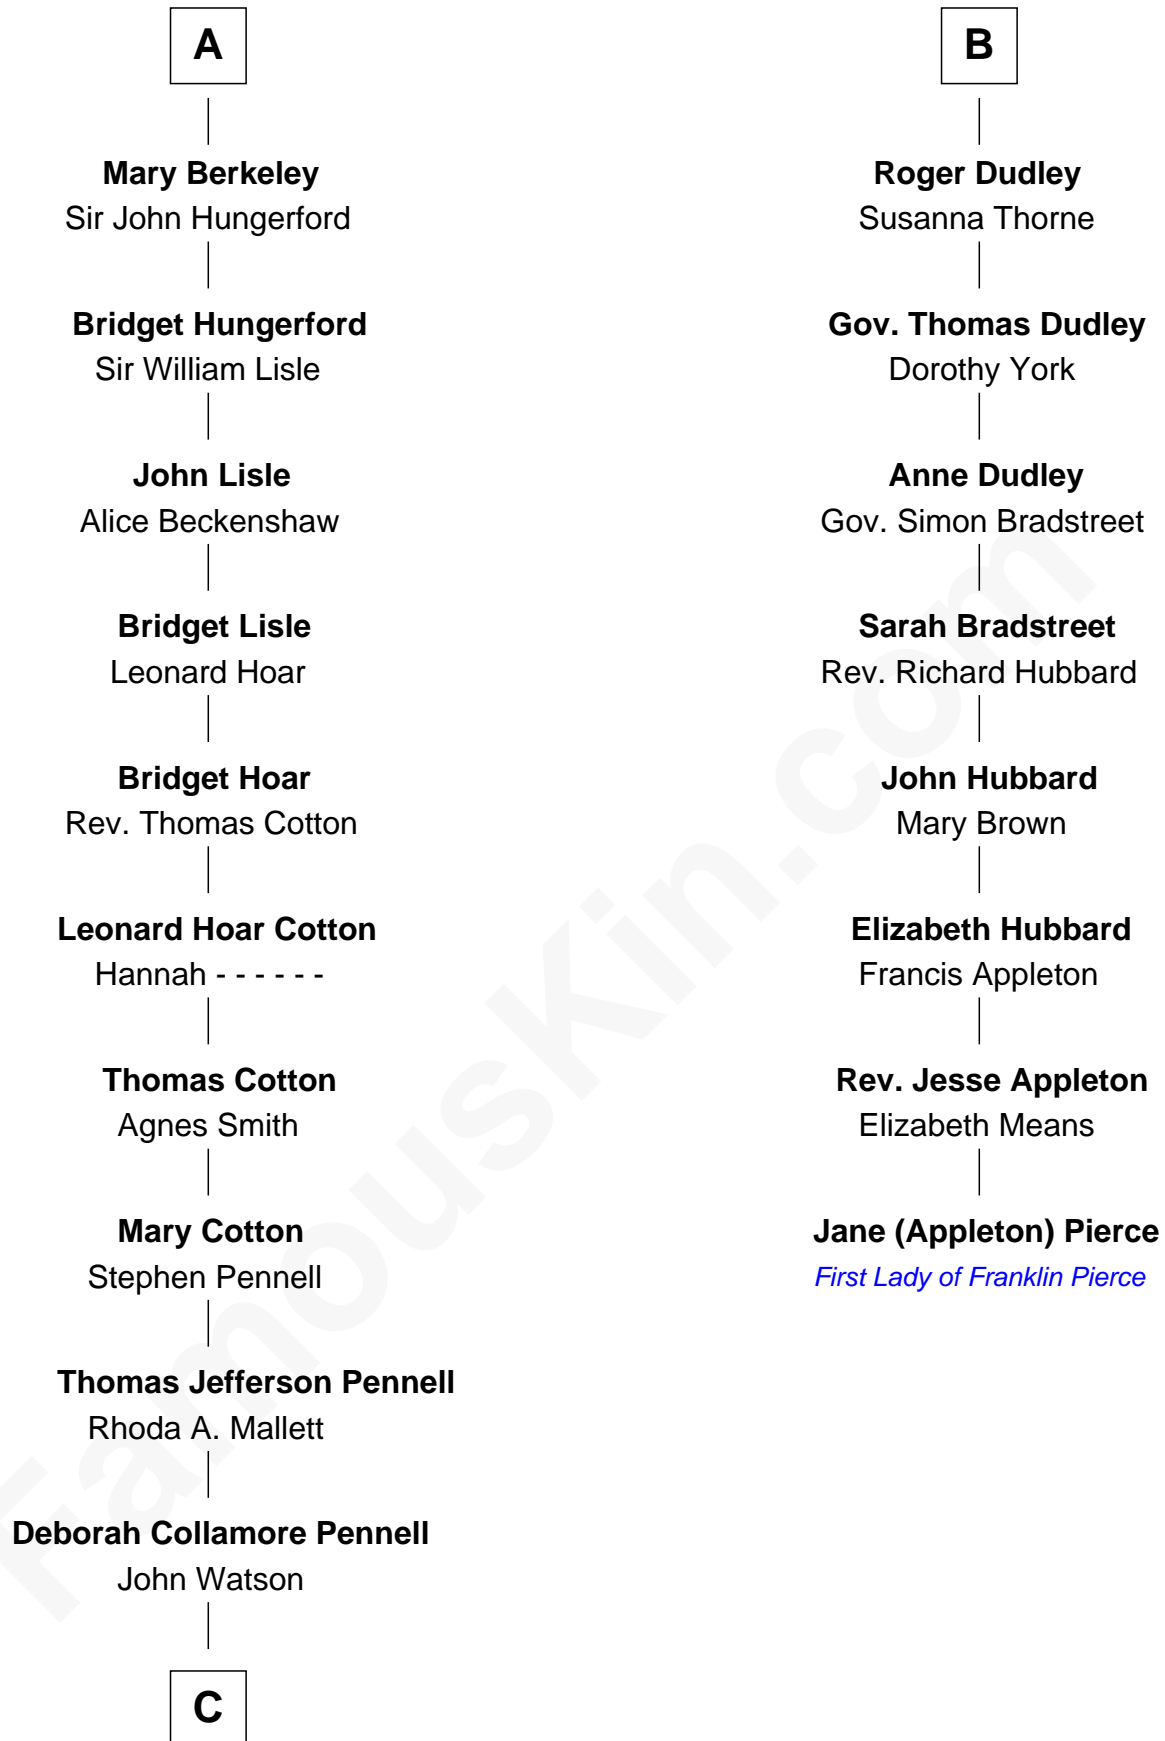 A
Mary Berkeley
Sir John Hungerford
Bridget Hungerford
Sir William Lisle
John Lisle
Alice Beckenshaw
Bridget Lisle
Leonard Hoar
Bridget Hoar
Rev. Thomas Cotton
Leonard Hoar Cotton
Hannah - - - - - -
Thomas Cotton
Agnes Smith
Mary Cotton
Stephen Pennell
Thomas Jefferson Pennell
Rhoda A. Mallett
Deborah Collamore Pennell
John Watson
C
B
Roger Dudley
Susanna Thorne
Gov. Thomas Dudley
Dorothy York
Anne Dudley
Gov. Simon Bradstreet
Sarah Bradstreet
Rev. Richard Hubbard
John Hubbard
Mary Brown
Elizabeth Hubbard
Francis Appleton
Rev. Jesse Appleton
Elizabeth Means
Jane (Appleton) Pierce
First Lady of Franklin Pierce
FamousKin.com